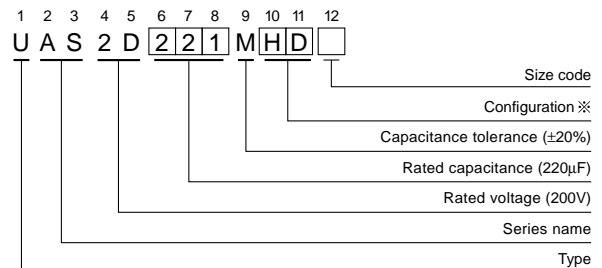 1 2 3 4 5 6 7 8 9 10 11 12
U A S 2 D 2 2 1 M H D
Size code
Configuration ※
Capacitance tolerance (±20%)
Rated capacitance (220µF)
Rated voltage (200V)
Series name
Type